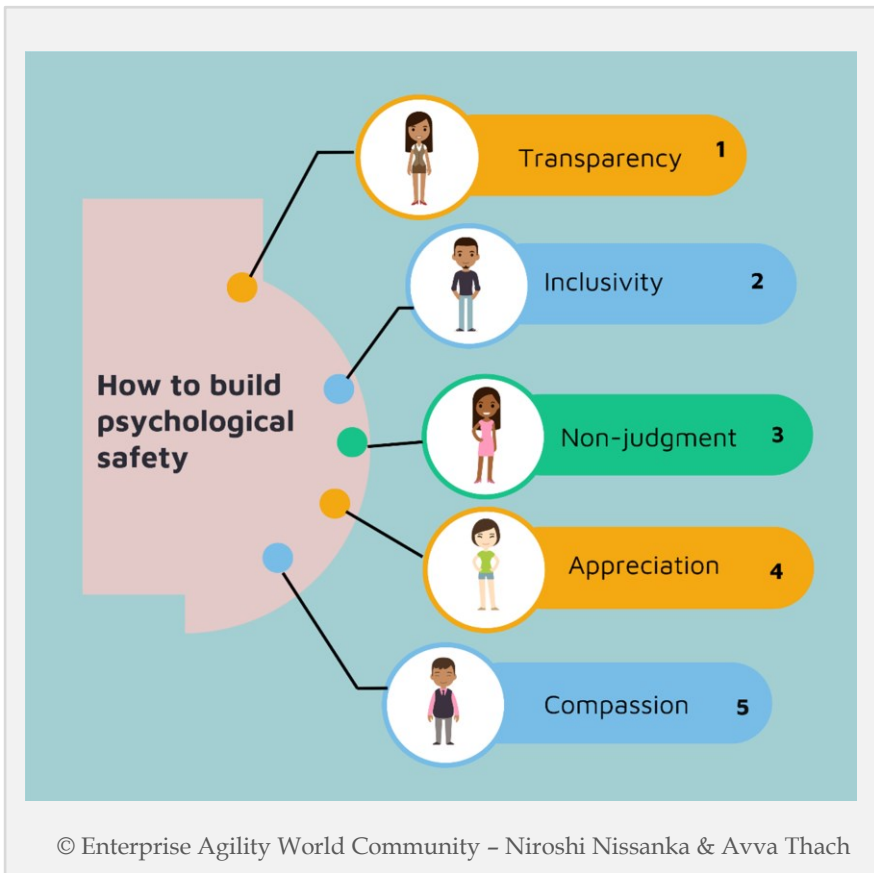 How to build
psychological
safety
Transparency 1
Inclusivity 2
Non-judgment 3
Appreciation 4
Compassion 5
© Enterprise Agility World Community – Niroshi Nissanka & Avva Thach